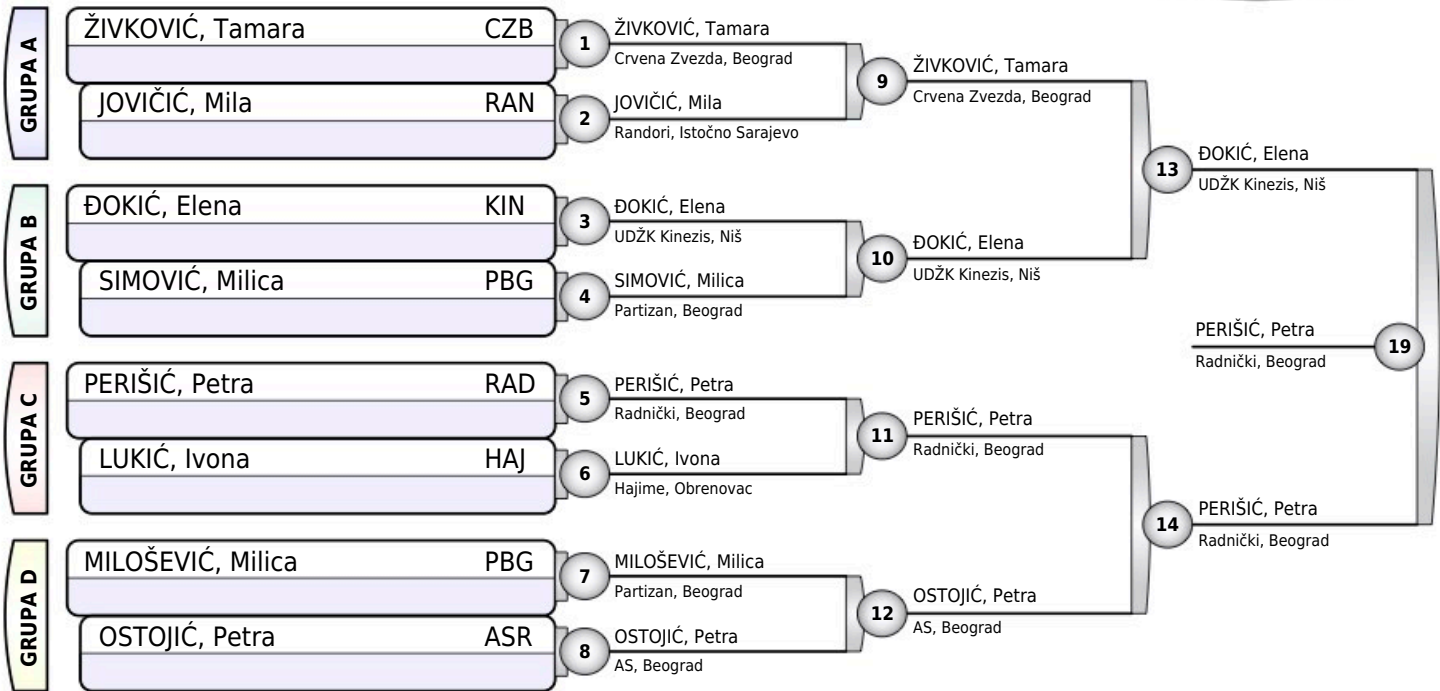 GRUPA A
ŽIVKOVIĆ, Tamara CZB
JOVIČIĆ, Mila RAN
1
ŽIVKOVIĆ, Tamara
Crvena Zvezda, Beograd
2
JOVIČIĆ, Mila
Randori, Istočno Sarajevo
9
ŽIVKOVIĆ, Tamara
Crvena Zvezda, Beograd
GRUPA B
ĐOKIĆ, Elena KIN
SIMOVIĆ, Milica PBG
3
ĐOKIĆ, Elena
UDŽK Kinezis, Niš
4
SIMOVIĆ, Milica
Partizan, Beograd
10
ĐOKIĆ, Elena
UDŽK Kinezis, Niš
13
ĐOKIĆ, Elena
UDŽK Kinezis, Niš
GRUPA C
PERIŠIĆ, Petra RAD
LUKIĆ, Ivona HAJ
5
PERIŠIĆ, Petra
Radnički, Beograd
6
LUKIĆ, Ivona
Hajime, Obrenovac
11
PERIŠIĆ, Petra
Radnički, Beograd
GRUPA D
MILOŠEVIĆ, Milica PBG
OSTOJIĆ, Petra ASR
7
MILOŠEVIĆ, Milica
Partizan, Beograd
8
OSTOJIĆ, Petra
AS, Beograd
12
OSTOJIĆ, Petra
AS, Beograd
14
PERIŠIĆ, Petra
Radnički, Beograd
PERIŠIĆ, Petra
Radnički, Beograd
19